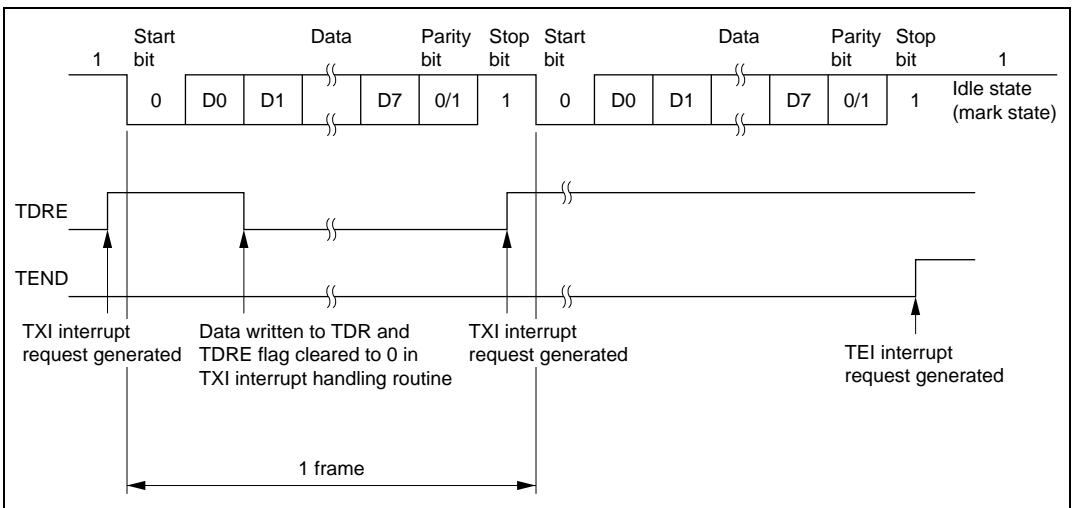 Start Data Parity Stop Start Data Parity Stop
1 bit bit bit bit bit bit 1
0 D0 D1 D7 0/1 1 0 D0 D1 D7 0/1 1 Idle state
(mark state)
TDRE
TEND
TXI interrupt
request generated
Data written to TDR and
TDRE flag cleared to 0 in
TXI interrupt handling routine
TXI interrupt
request generated
TEI interrupt
request generated
1 frame